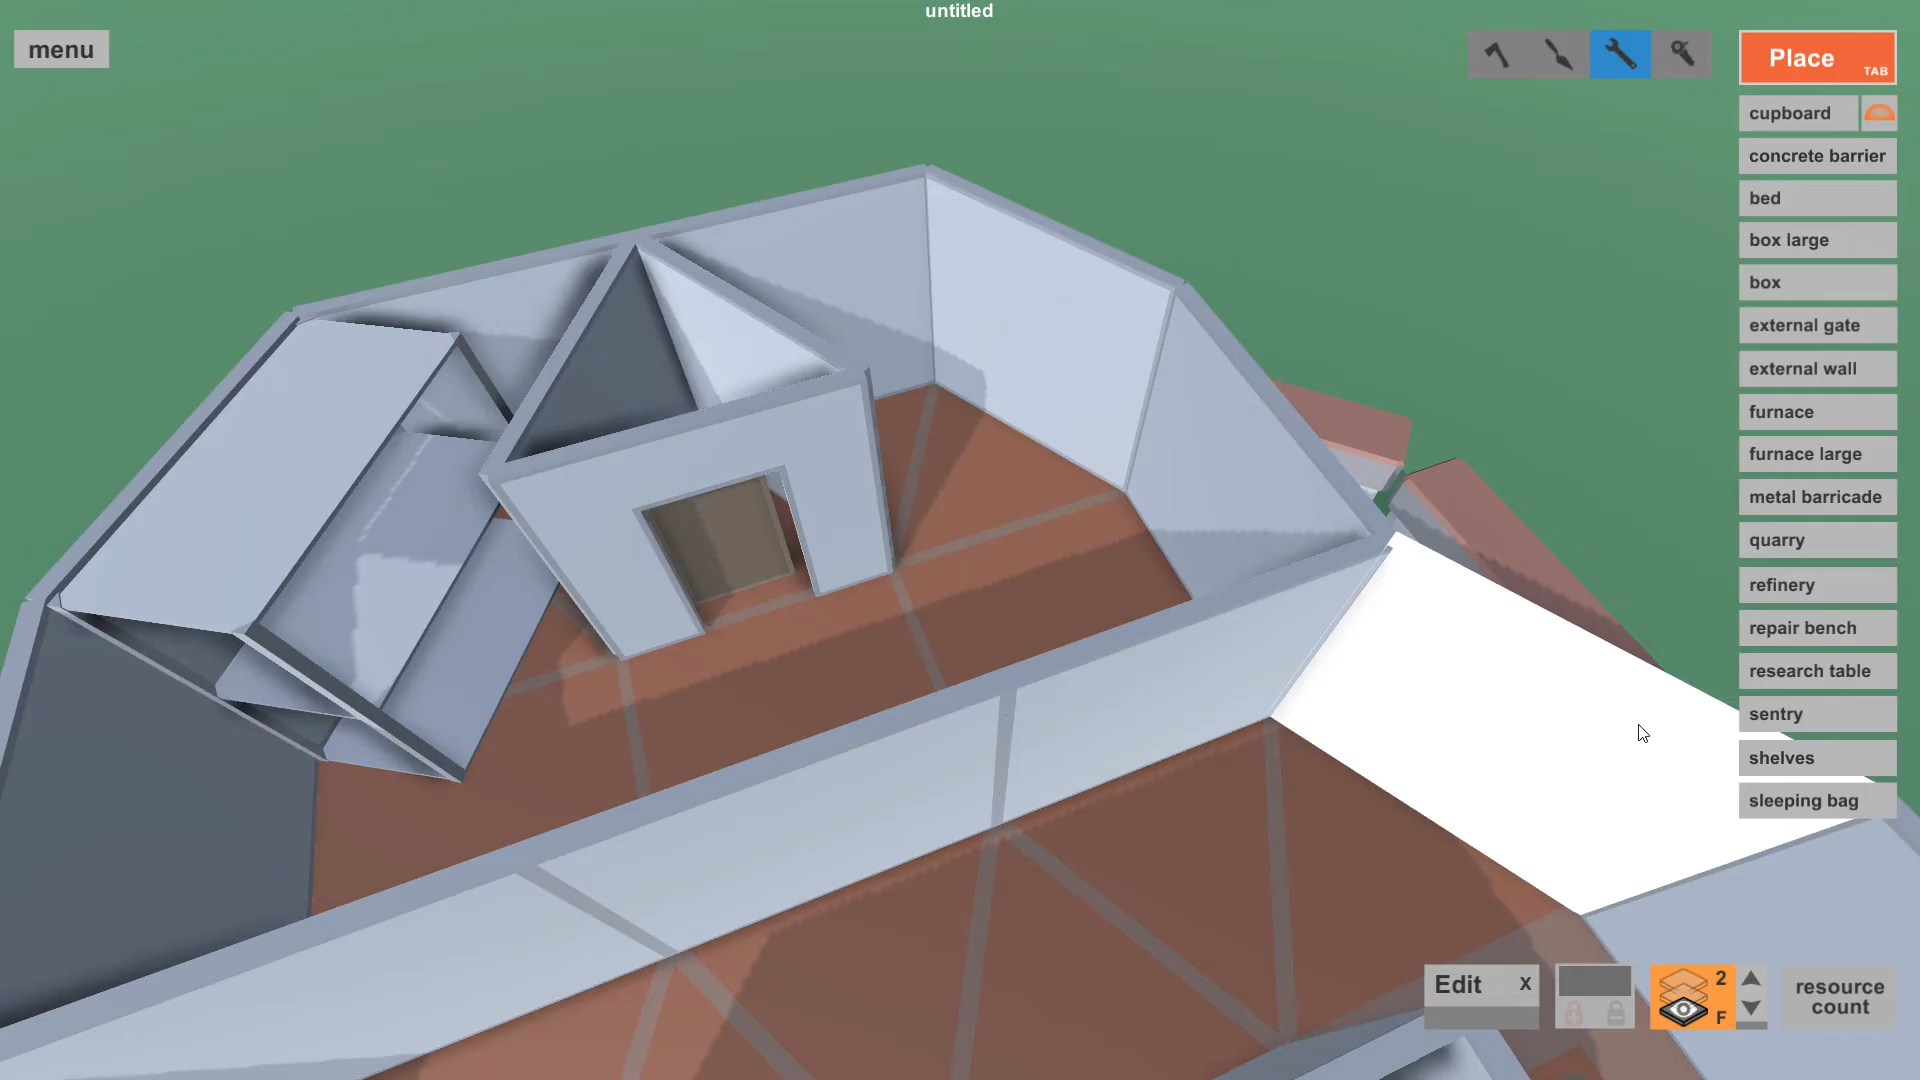 untitled
menu
Place
TAB
cupboard
concrete barrier
bed
box large
box
external gate
external wall
furnace
furnace large
metal barricade
quarry
refinery
repair bench
research table
sentry
shelves
sleeping bag
Edit X
2
F
resource
count